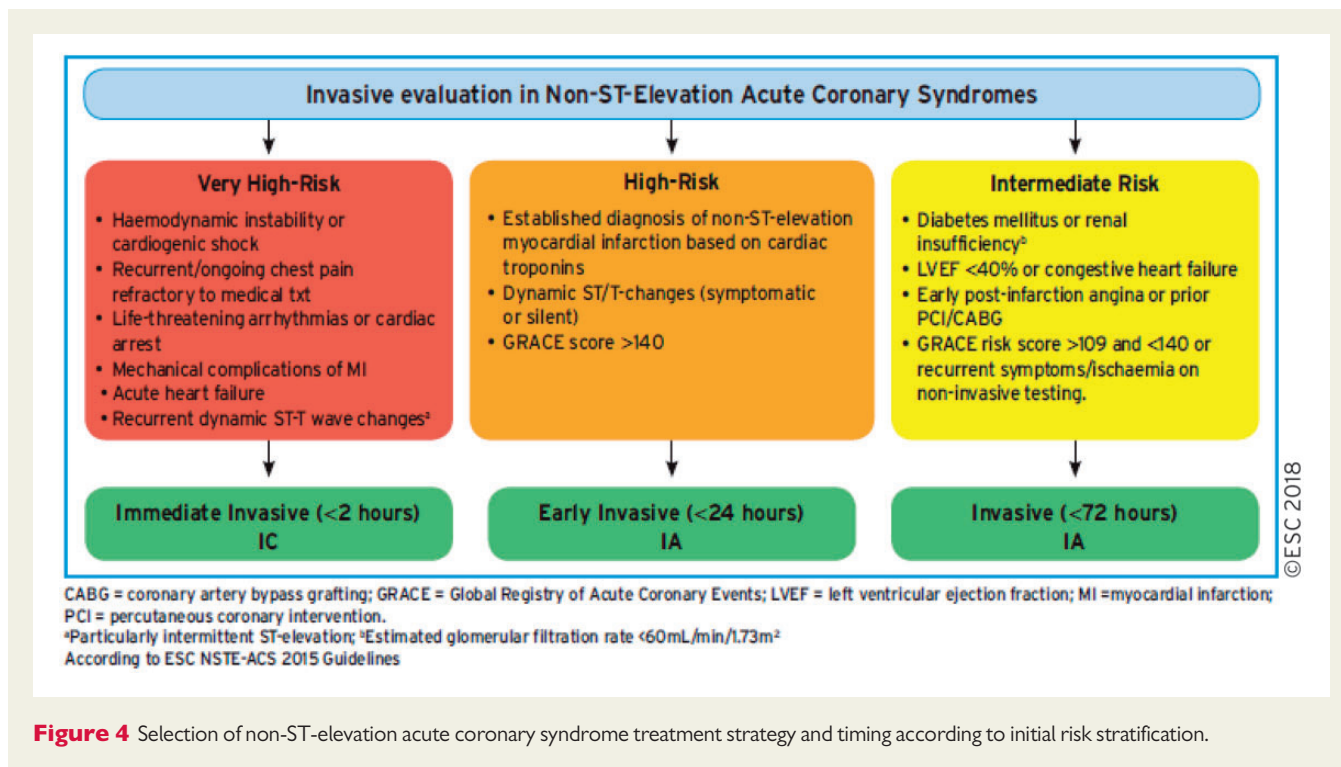 Invasive evaluation in Non-ST-Elevation Acute Coronary Syndromes
Very High-Risk
• Haemodynamic instability or
cardiogenic shock
• Recurrent/ongoing chest pain
refractory to medical txt
• Life-threatening arrhythmias or cardiac
arrest
• Mechanical complications of MI
• Acute heart failure
• Recurrent dynamic ST-T wave changesᵃ
Immediate Invasive (<2 hours)
IC
High-Risk
• Established diagnosis of non-ST-elevation
myocardial infarction based on cardiac
troponins
• Dynamic ST/T-changes (symptomatic
or silent)
• GRACE score >140
Early Invasive (<24 hours)
IA
Intermediate Risk
• Diabetes mellitus or renal
insufficiencyᵇ
• LVEF <40% or congestive heart failure
• Early post-infarction angina or prior
PCI/CABG
• GRACE risk score >109 and <140 or
recurrent symptoms/ischaemia on
non-invasive testing.
Invasive (<72 hours)
IA
©ESC 2018
CABG = coronary artery bypass grafting; GRACE = Global Registry of Acute Coronary Events; LVEF = left ventricular ejection fraction; MI =myocardial infarction;
PCI = percutaneous coronary intervention.
ᵃParticularly intermittent ST-elevation; ᵇEstimated glomerular filtration rate <60mL/min/1.73m²
According to ESC NSTE-ACS 2015 Guidelines
Figure 4 Selection of non-ST-elevation acute coronary syndrome treatment strategy and timing according to initial risk stratification.